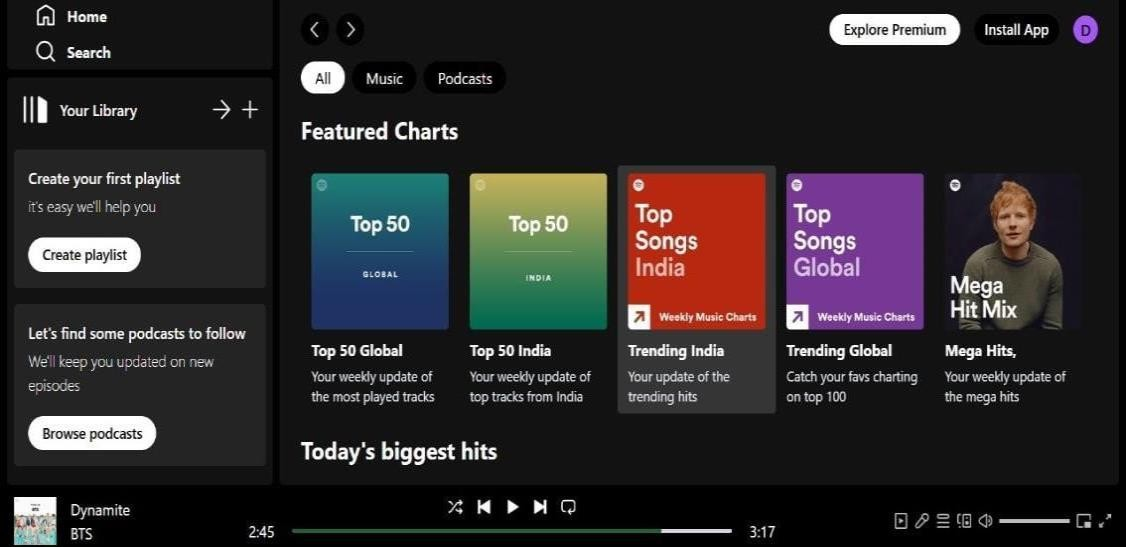 Home
Search
Your Library
Create your first playlist
it's easy we'll help you
Create playlist
Let's find some podcasts to follow
We'll keep you updated on new
episodes
Browse podcasts
Explore Premium
Install App
D
All
Music
Podcasts
Featured Charts
Top 50
GLOBAL
Top 50 Global
Your weekly update of
the most played tracks
Top 50
INDIA
Top 50 India
Your weekly update of
top tracks from India
Top
Songs
India
Weekly Music Charts
Trending India
Your update of the
trending hits
Top
Songs
Global
Weekly Music Charts
Trending Global
Catch your favs charting
on top 100
Mega
Hit Mix
Mega Hits,
Your weekly update of
the mega hits
Today's biggest hits
BTS
Dynamite
BTS
2:45
3:17